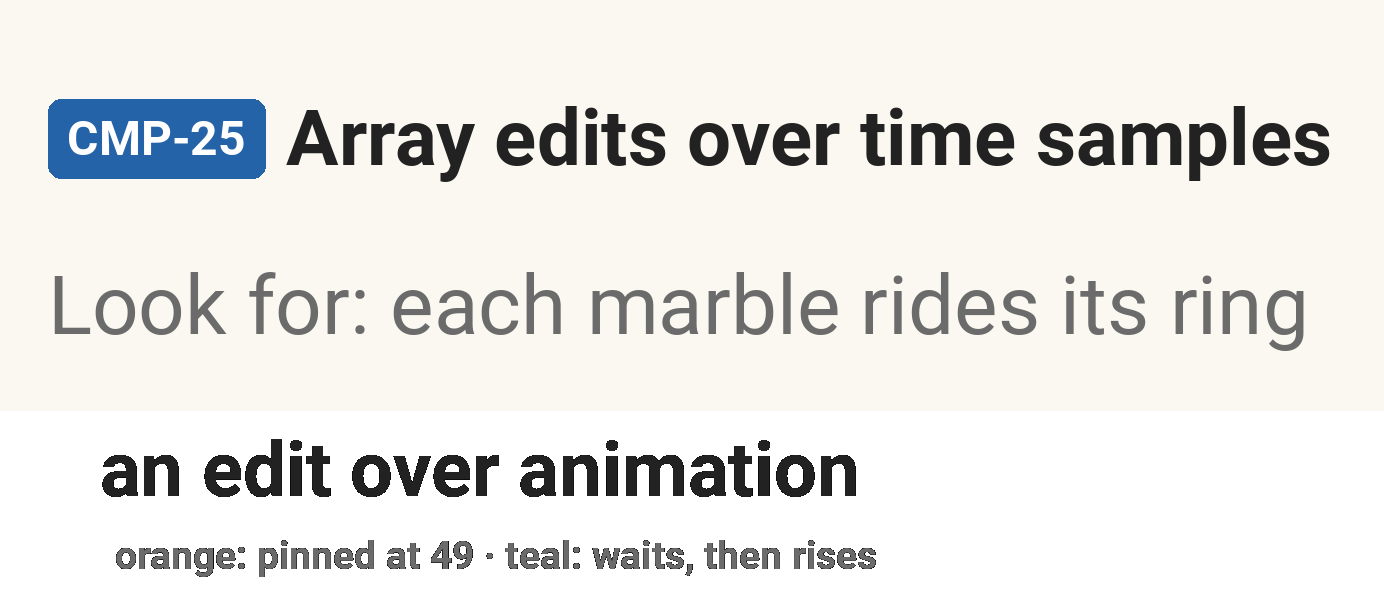 CMP-25 Array edits over time samples
Look for: each marble rides its ring
an edit over animation
orange: pinned at 49 · teal: waits, then rises